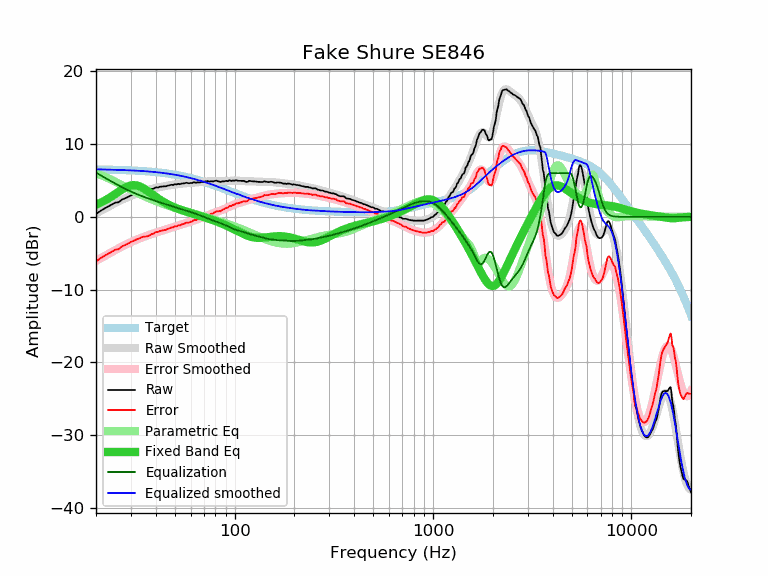 Fake Shure SE846
20
10
0
−10
−20
−30
−40
Amplitude (dBr)
Target
Raw Smoothed
Error Smoothed
Raw
Error
Parametric Eq
Fixed Band Eq
Equalization
Equalized smoothed
100
1000
10000
Frequency (Hz)